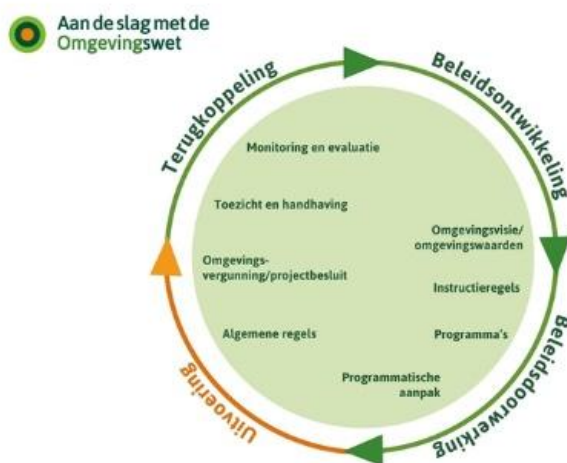 Aan de slag met de
Omgevingswet
Terugkoppeling
Beleidsontwikkeling
Monitoring en evaluatie
Toezicht en handhaving
Omgevingsvisie/
omgevingswaarden
Omgevings-
vergunning/projectbesluit
Instructieregels
Algemene regels
Programma's
Programmatische
aanpak
Uitvoering
Beleidsdoorwerking